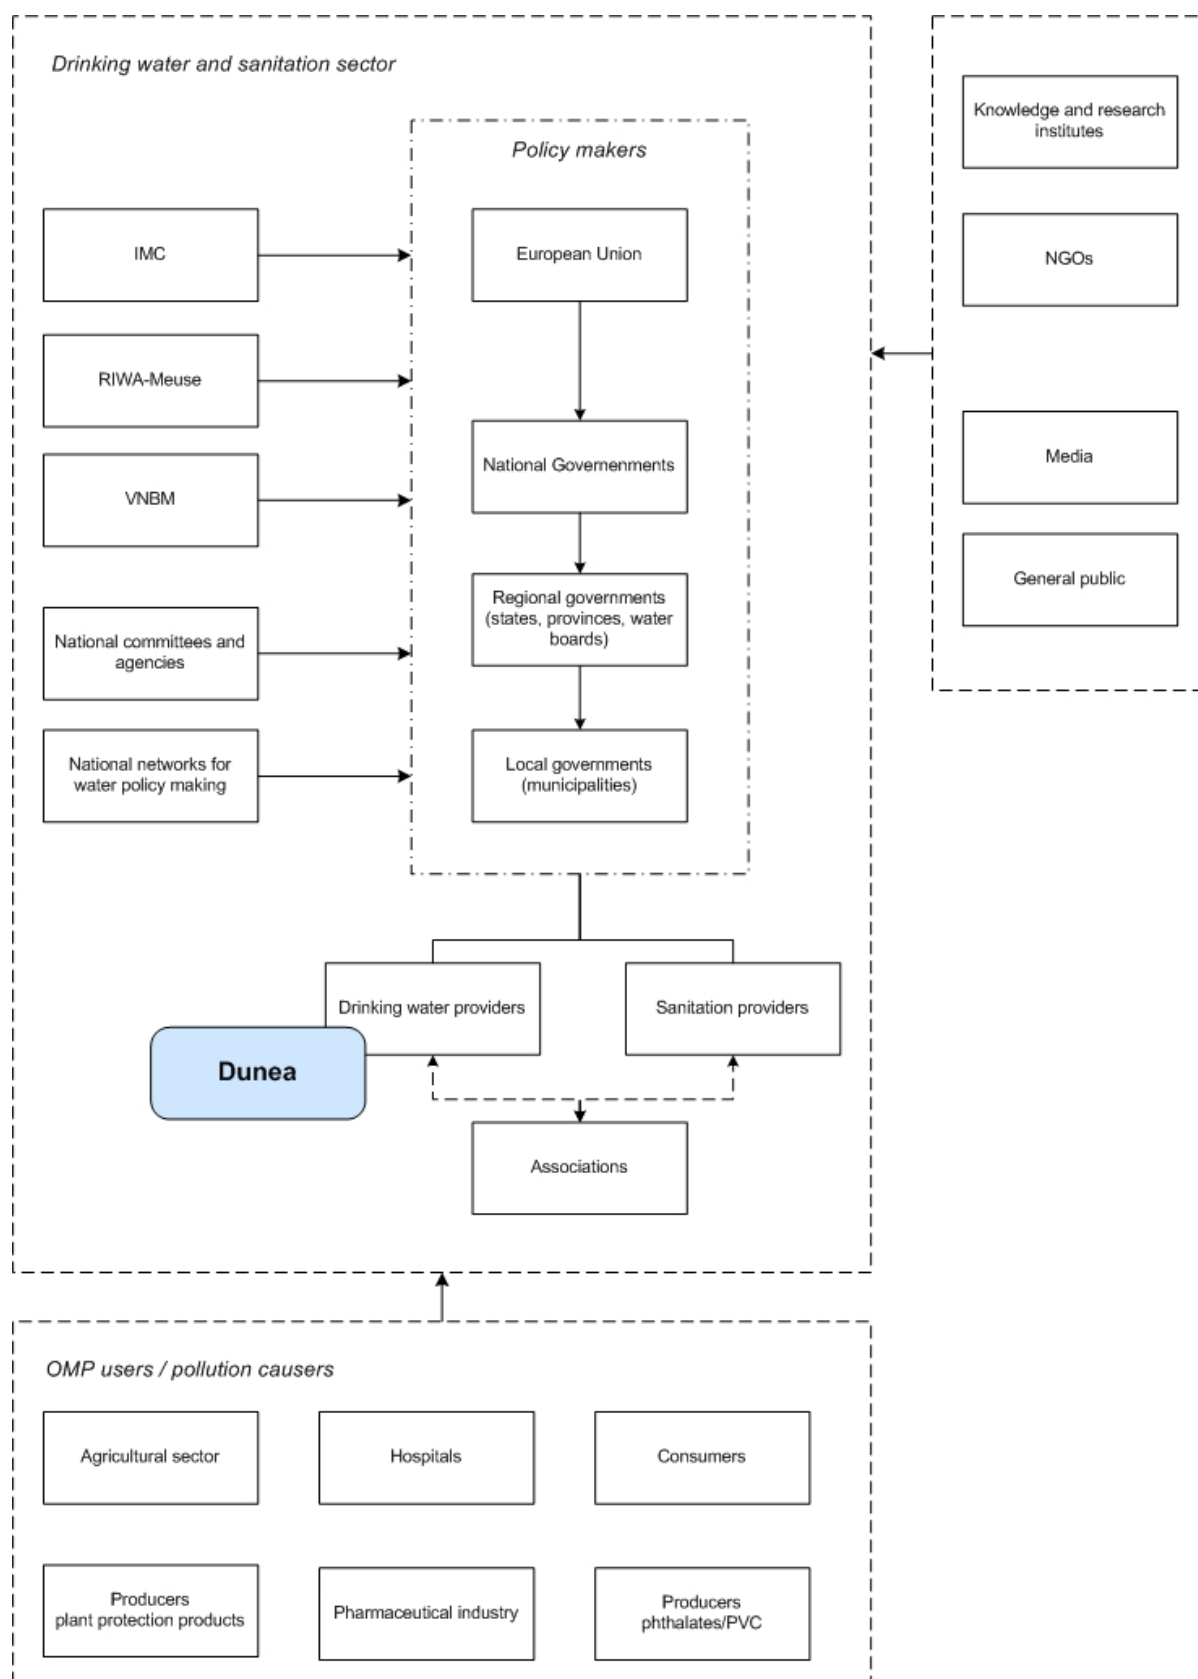 Drinking water and sanitation sector
Policy makers
IMC
RIWA-Meuse
VNBM
National committees and
agencies
National networks for
water policy making
European Union
National Governenments
Regional governments
(states, provinces, water
boards)
Local governments
(municipalities)
Drinking water providers
Sanitation providers
Dunea
Associations
Knowledge and research
institutes
NGOs
Media
General public
OMP users / pollution causers
Agricultural sector
Hospitals
Consumers
Producers
plant protection products
Pharmaceutical industry
Producers
phthalates/PVC